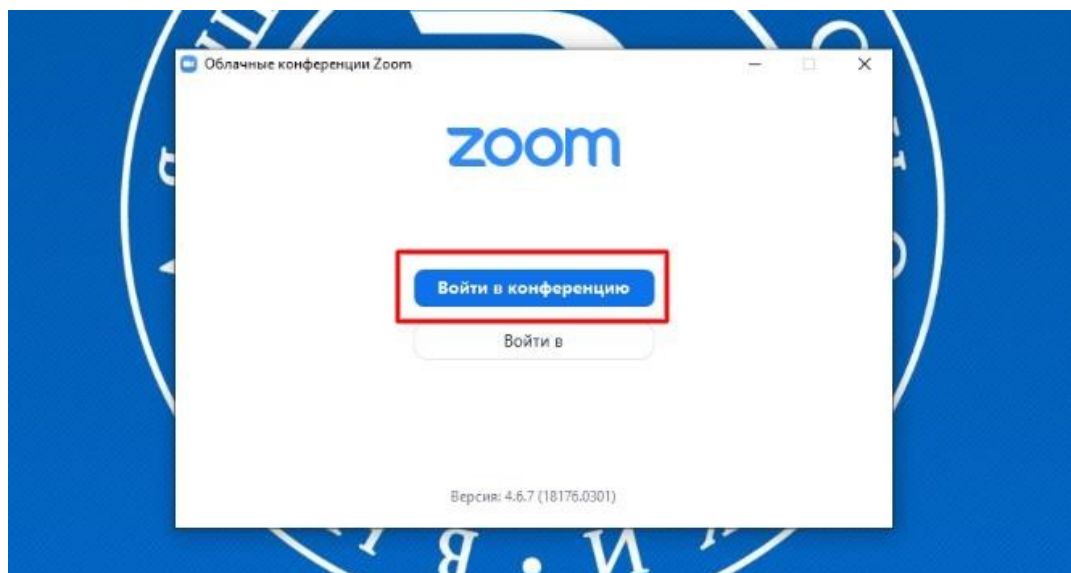 Облачные конференции Zoom
zoom
Войти в конференцию
Войти в
Версия: 4.6.7 (18176.0301)